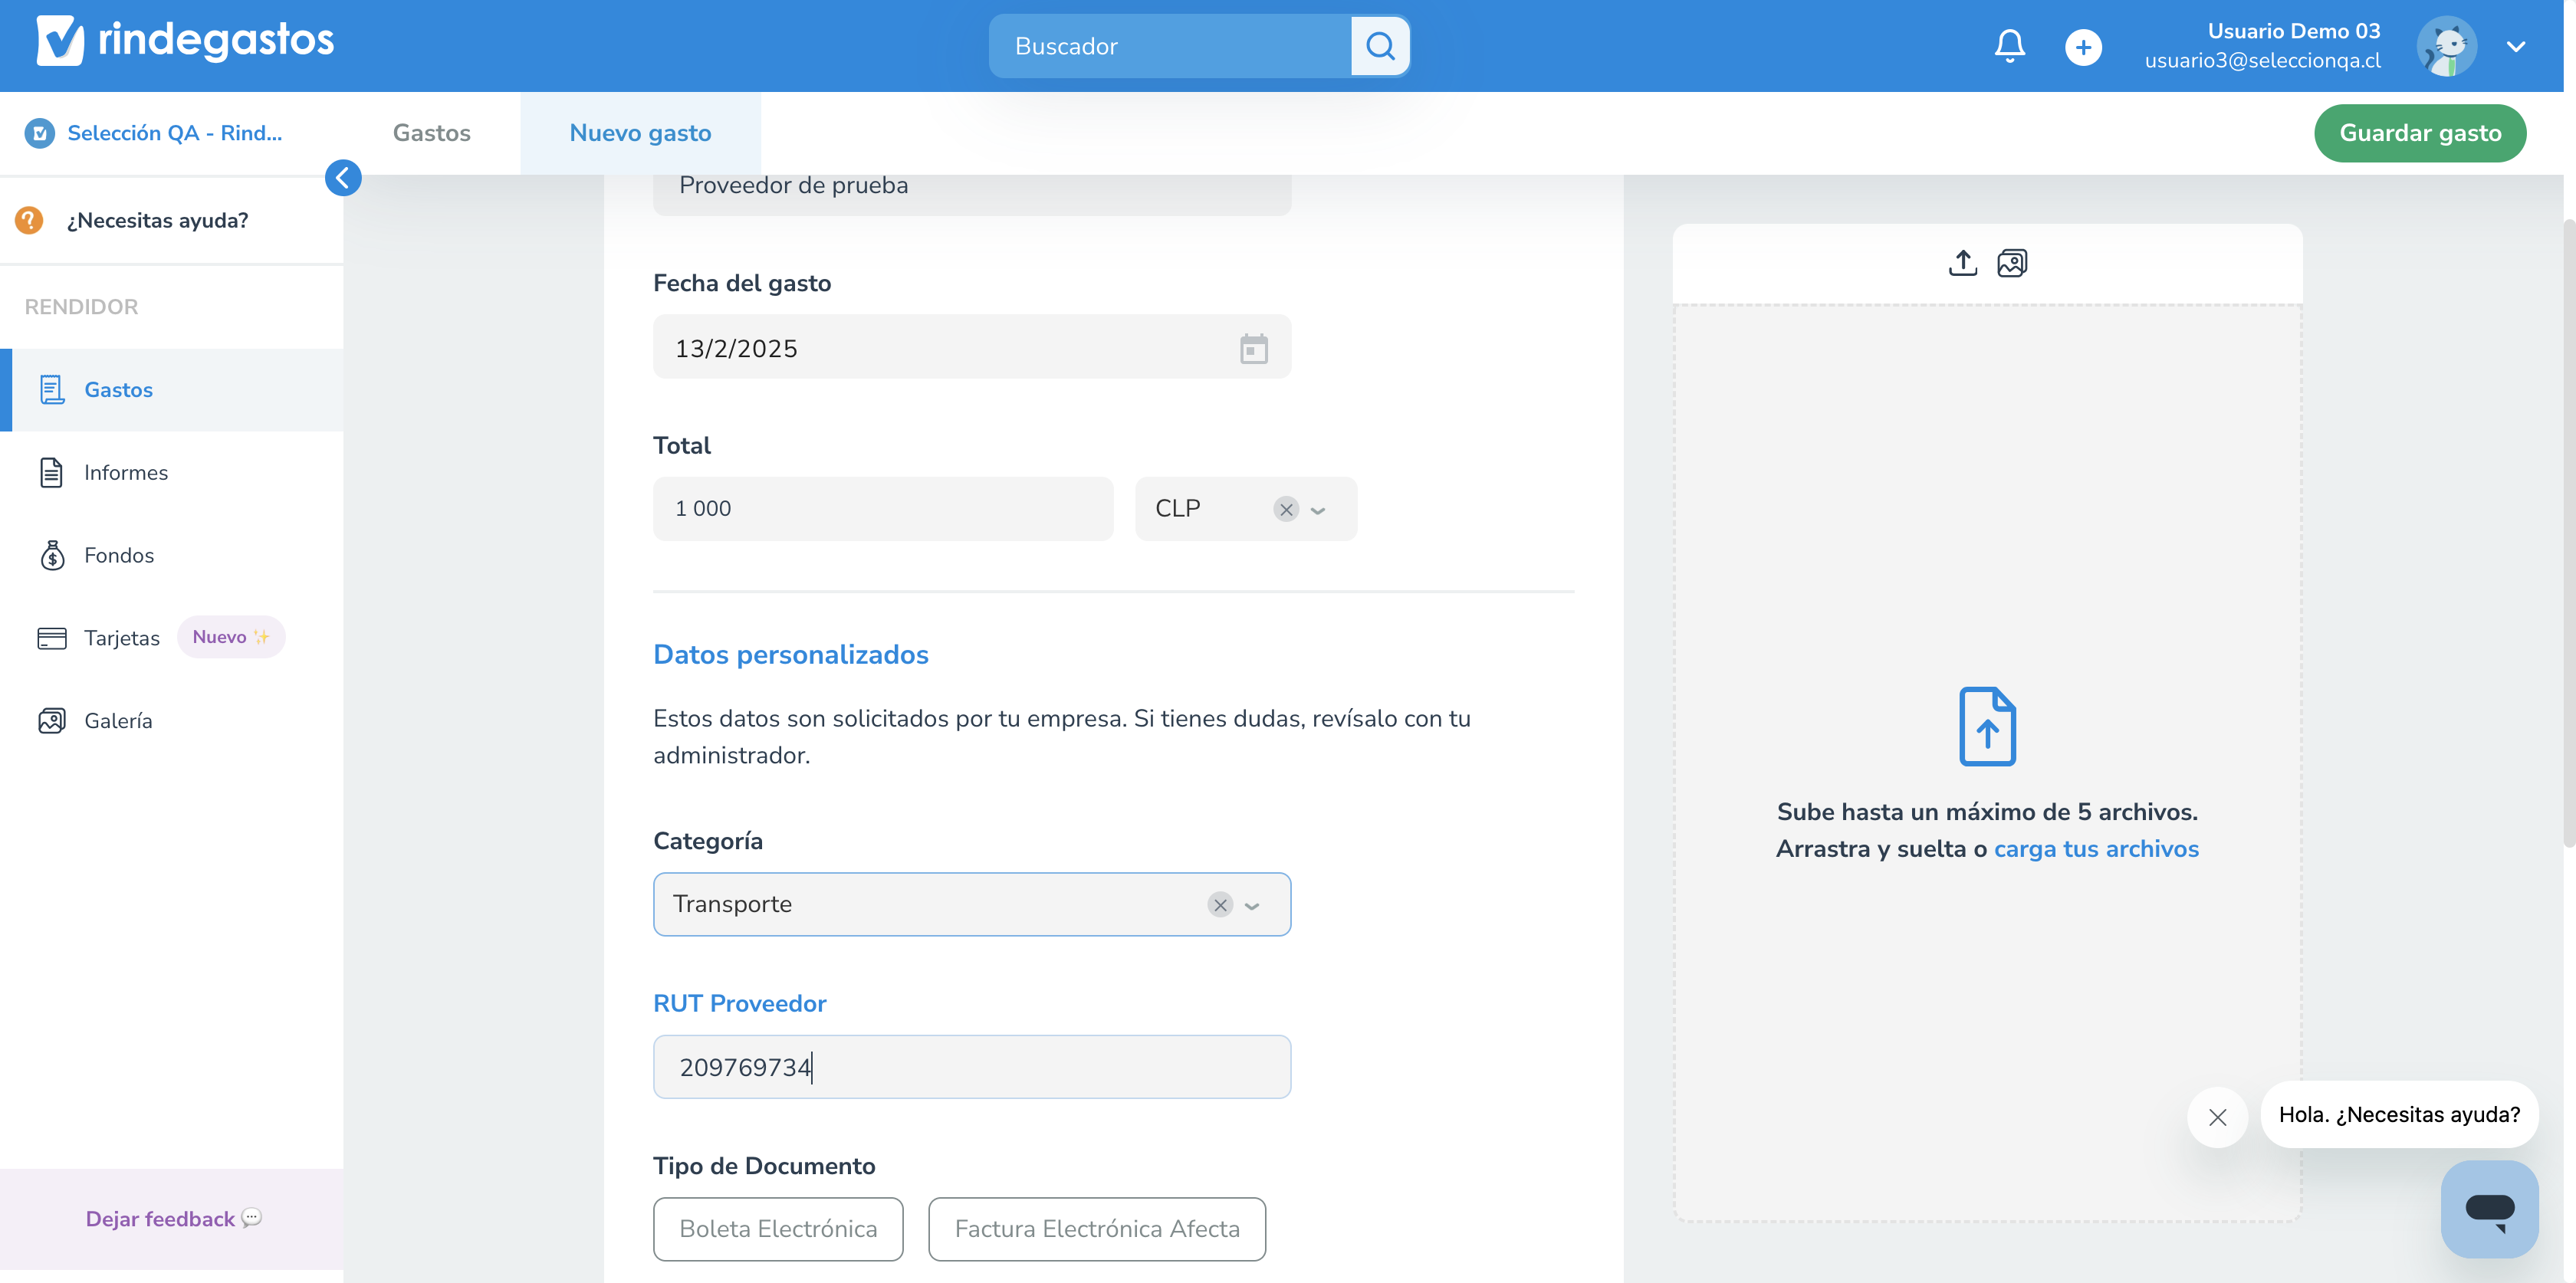 rindegastos
Buscador
Usuario Demo 03
usuario3@seleccionqa.cl
Selección QA - Rind...
Gastos
Nuevo gasto
Guardar gasto
¿Necesitas ayuda?
RENDIDOR
Gastos
Informes
Fondos
Tarjetas
Nuevo ✨
Galería
Dejar feedback 💬
Proveedor de prueba
Fecha del gasto
13/2/2025
Total
1 000
CLP
Datos personalizados
Estos datos son solicitados por tu empresa. Si tienes dudas, revísalo con tu
administrador.
Categoría
Transporte
RUT Proveedor
209769734
Tipo de Documento
Boleta Electrónica
Factura Electrónica Afecta
Sube hasta un máximo de 5 archivos.
Arrastra y suelta o carga tus archivos
Hola. ¿Necesitas ayuda?